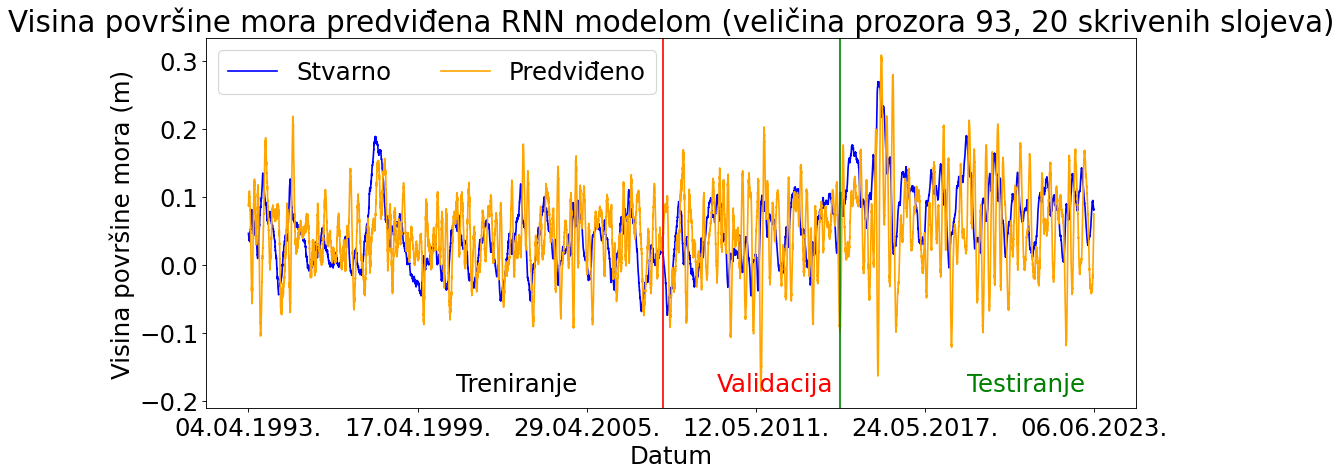 Visina površine mora predviđena RNN modelom (veličina prozora 93, 20 skrivenih slojeva)
Stvarno
Predviđeno
Visina površine mora (m)
0.3
0.2
0.1
0.0
−0.1
−0.2
Treniranje
Validacija
Testiranje
04.04.1993.
17.04.1999.
29.04.2005.
12.05.2011.
24.05.2017.
06.06.2023.
Datum